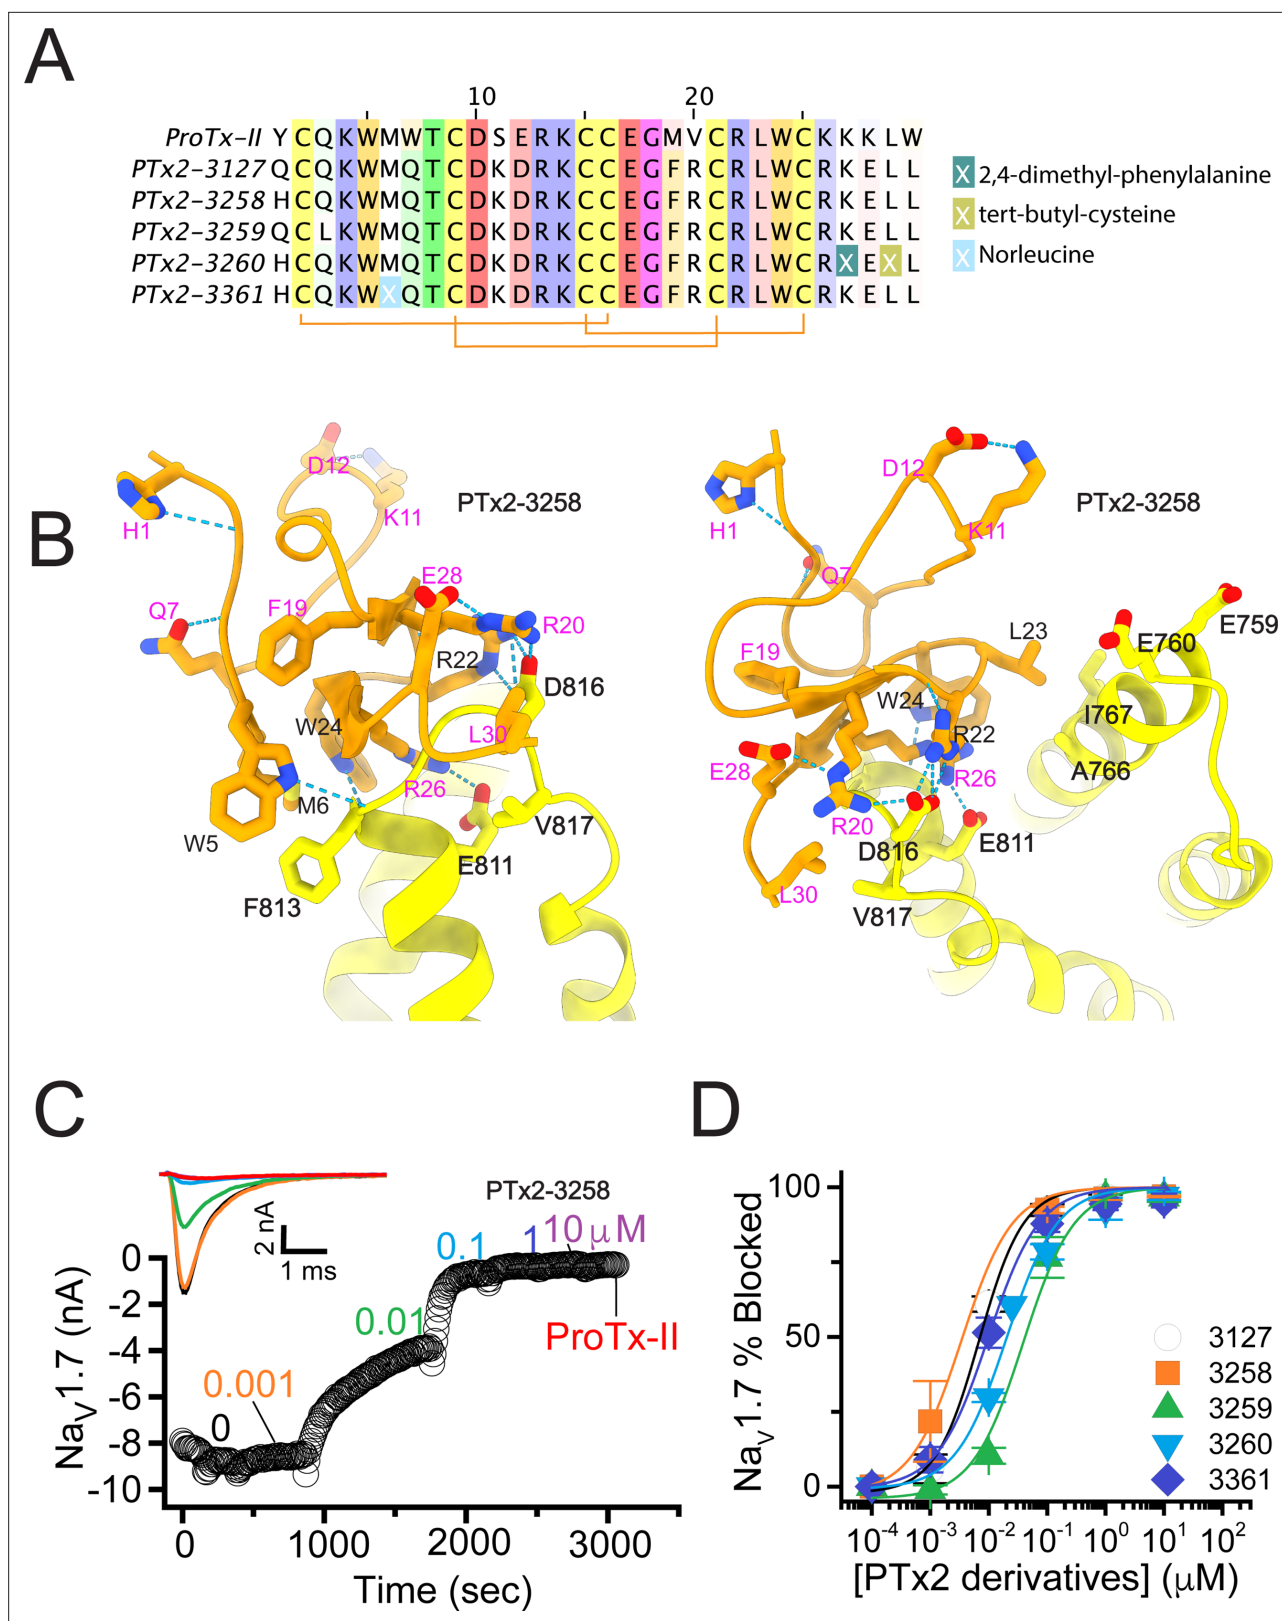 A
10 20
ProTx-II Y C Q K W M W T C D S E R K C C E G M V C R L W C K K K L W
PTx2-3127 Q C Q K W M Q T C D K D R K C C E G F R C R L W C R K E L L
PTx2-3258 H C Q K W M Q T C D K D R K C C E G F R C R L W C R K E L L
PTx2-3259 Q C L K W M Q T C D K D R K C C E G F R C R L W C R K E L L
PTx2-3260 H C Q K W M Q T C D K D R K C C E G F R C R L W C R X E X L
PTx2-3361 H C Q K W X Q T C D K D R K C C E G F R C R L W C R K E L L
X 2,4-dimethyl-phenylalanine
X tert-butyl-cysteine
X Norleucine
B
D12
K11
PTx2-3258
H1
E28
Q7
F19
R20
R22
D816
W24
L30
R26
M6
V817
W5
E811
F813
D12
PTx2-3258
H1
K11
Q7
E759
E760
L23
F19
W24
I767
R22
A766
E28
R26
R20
D816
E811
L30
V817
C
2 nA
1 ms
PTx2-3258
0.1 1 10 μM
0.01
ProTx-II
0.001
0
NaV1.7 (nA)
0
-2
-4
-6
-8
-10
0 1000 2000 3000
Time (sec)
D
NaV1.7 % Blocked
100
50
0
3127
3258
3259
3260
3361
10-4 10-3 10-2 10-1 100 101 102
[PTx2 derivatives] (μM)